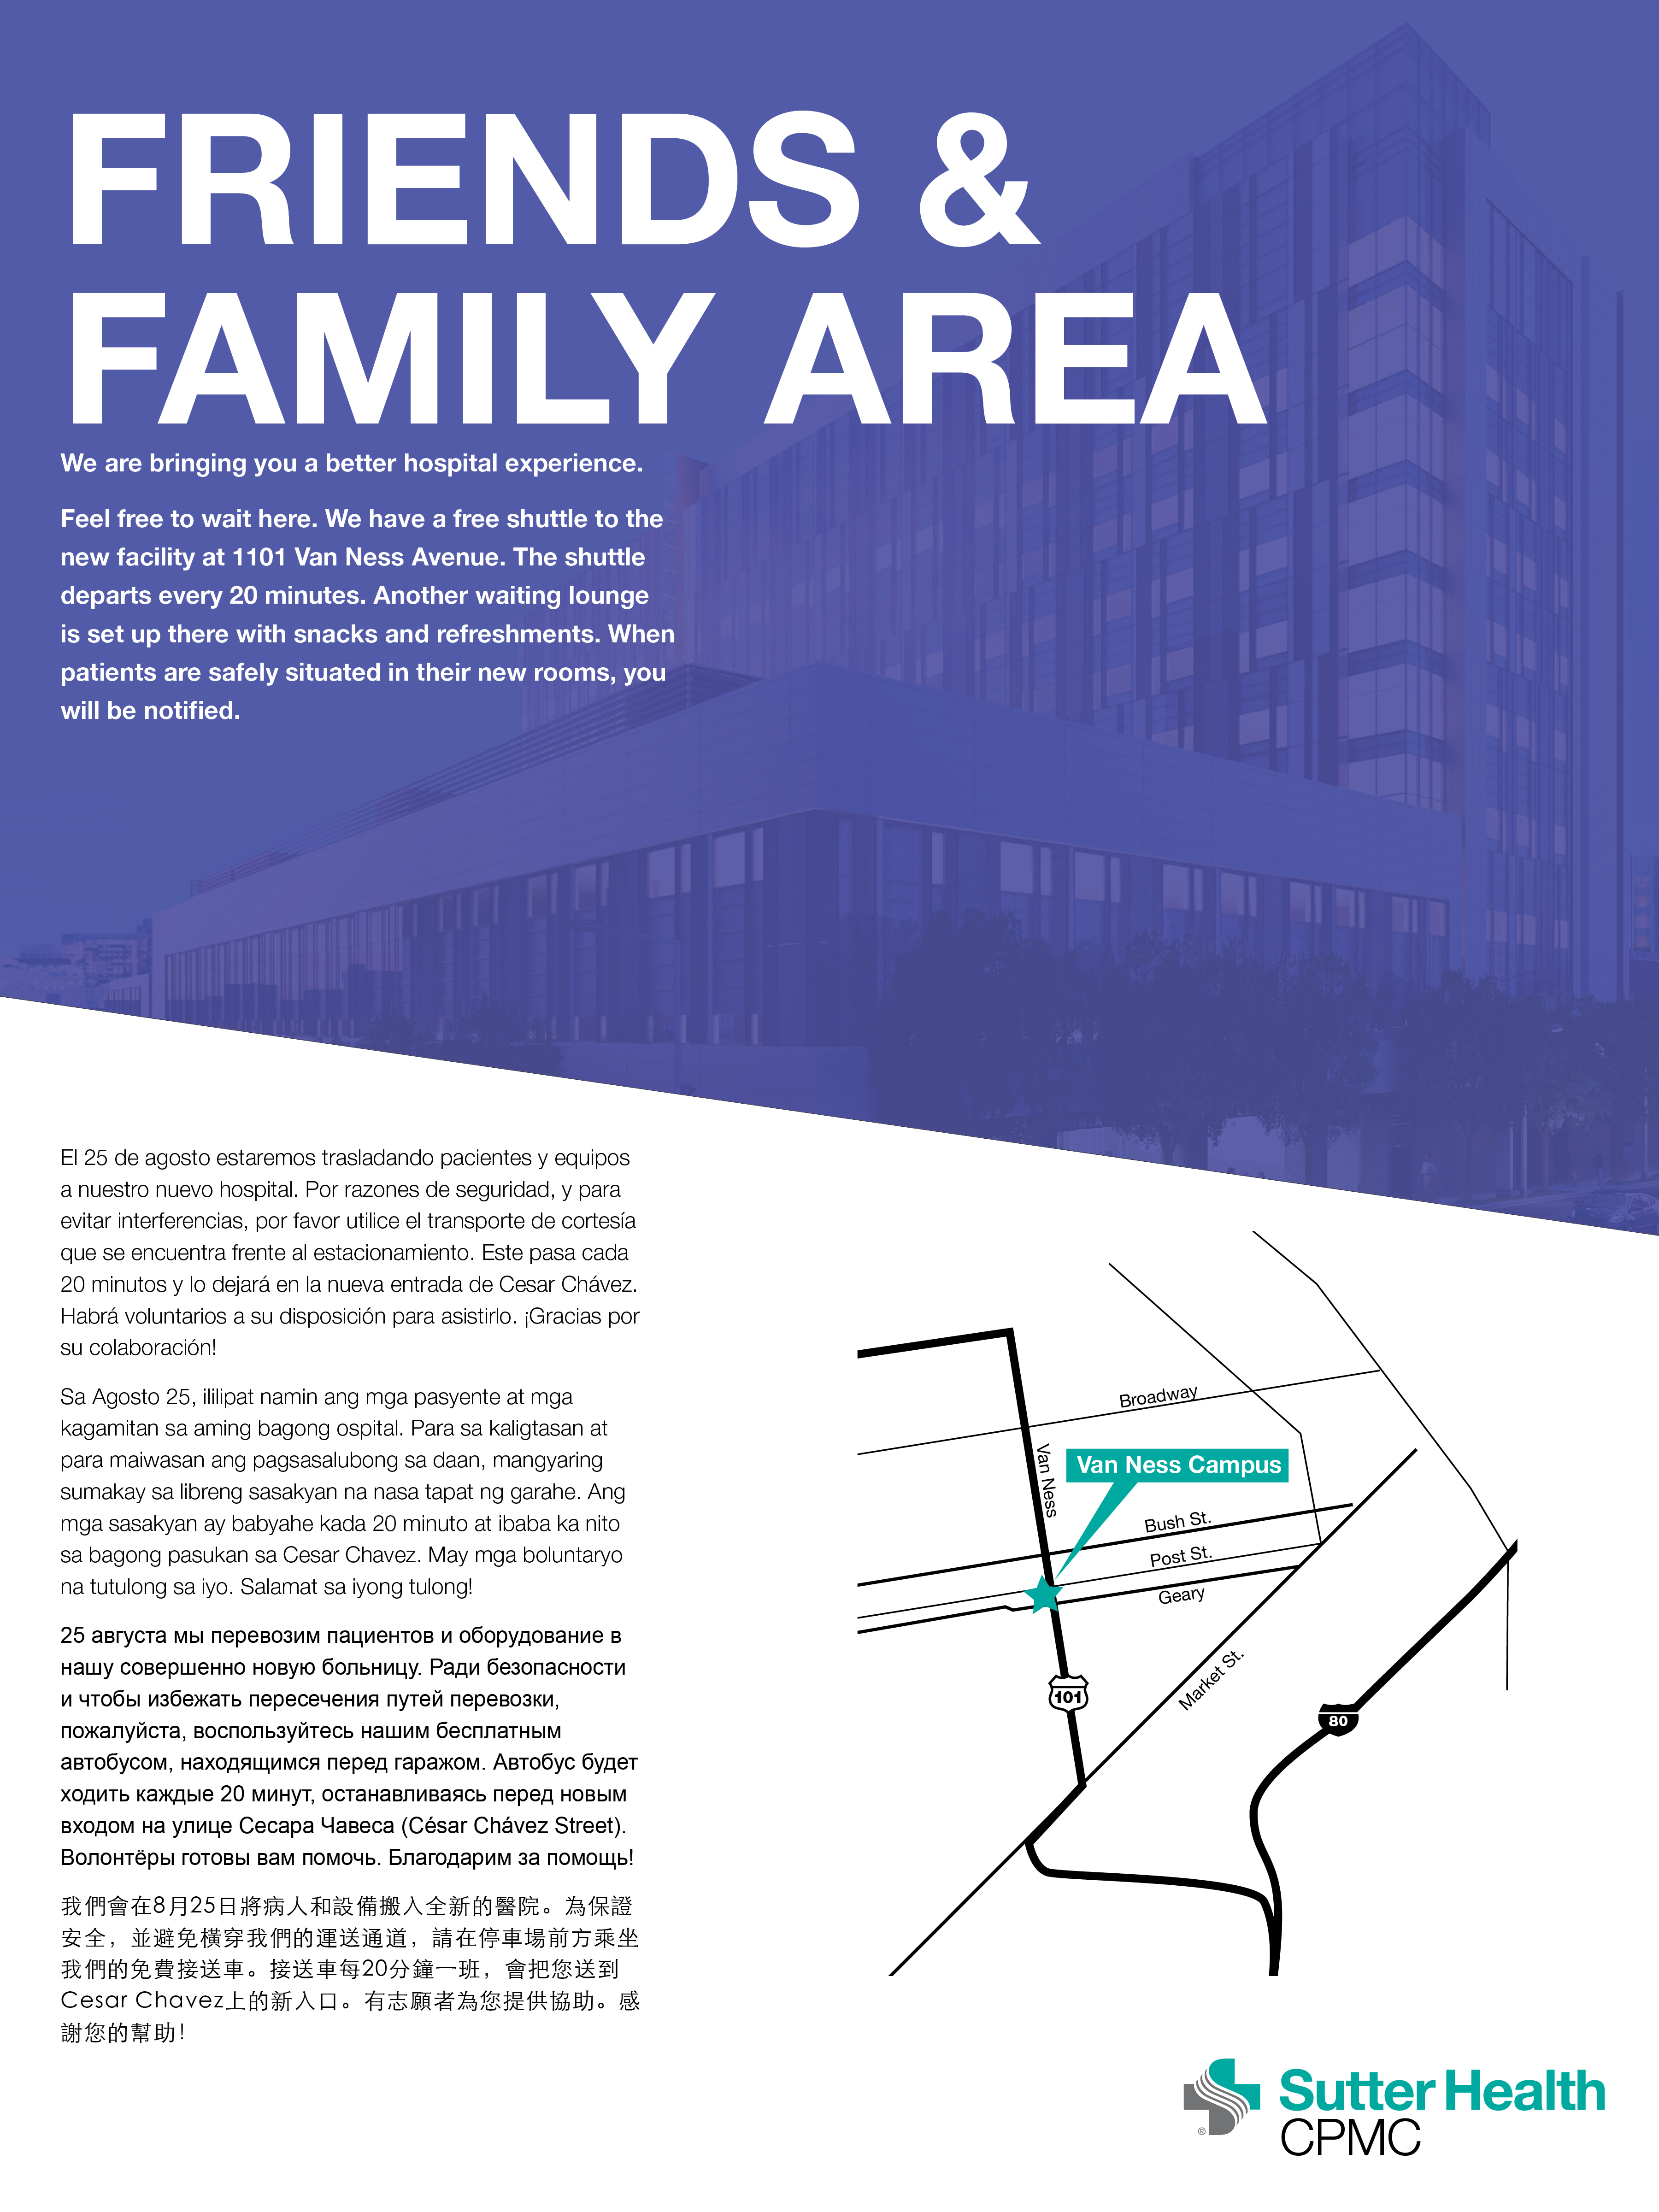 FRIENDS &
FAMILY AREA
We are bringing you a better hospital experience.
Feel free to wait here. We have a free shuttle to the
new facility at 1101 Van Ness Avenue. The shuttle
departs every 20 minutes. Another waiting lounge
is set up there with snacks and refreshments. When
patients are safely situated in their new rooms, you
will be notified.
El 25 de agosto estaremos trasladando pacientes y equipos
a nuestro nuevo hospital. Por razones de seguridad, y para
evitar interferencias, por favor utilice el transporte de cortesía
que se encuentra frente al estacionamiento. Este pasa cada
20 minutos y lo dejará en la nueva entrada de Cesar Chávez.
Habrá voluntarios a su disposición para asistirlo. ¡Gracias por
su colaboración!
Sa Agosto 25, ililipat namin ang mga pasyente at mga
kagamitan sa aming bagong ospital. Para sa kaligtasan at
para maiwasan ang pagsasalubong sa daan, mangyaring
sumakay sa libreng sasakyan na nasa tapat ng garahe. Ang
mga sasakyan ay babyahe kada 20 minuto at ibaba ka nito
sa bagong pasukan sa Cesar Chavez. May mga boluntaryo
na tutulong sa iyo. Salamat sa iyong tulong!
25 августа мы перевозим пациентов и оборудование в
нашу совершенно новую больницу. Ради безопасности
и чтобы избежать пересечения путей перевозки,
пожалуйста, воспользуйтесь нашим бесплатным
автобусом, находящимся перед гаражом. Автобус будет
ходить каждые 20 минут, останавливаясь перед новым
входом на улице Сесара Чавеса (César Chávez Street).
Волонтёры готовы вам помочь. Благодарим за помощь!
我們會在8月25日將病人和設備搬入全新的醫院。為保證
安全，並避免橫穿我們的運送通道，請在停車場前方乘坐
我們的免費接送車。接送車每20分鐘一班，會把您送到
Cesar Chavez上的新入口。有志願者為您提供協助。感
謝您的幫助！
Broadway
Van Ness
Van Ness Campus
Bush St.
Post St.
Geary
Market St.
101
80
Sutter Health
CPMC
®